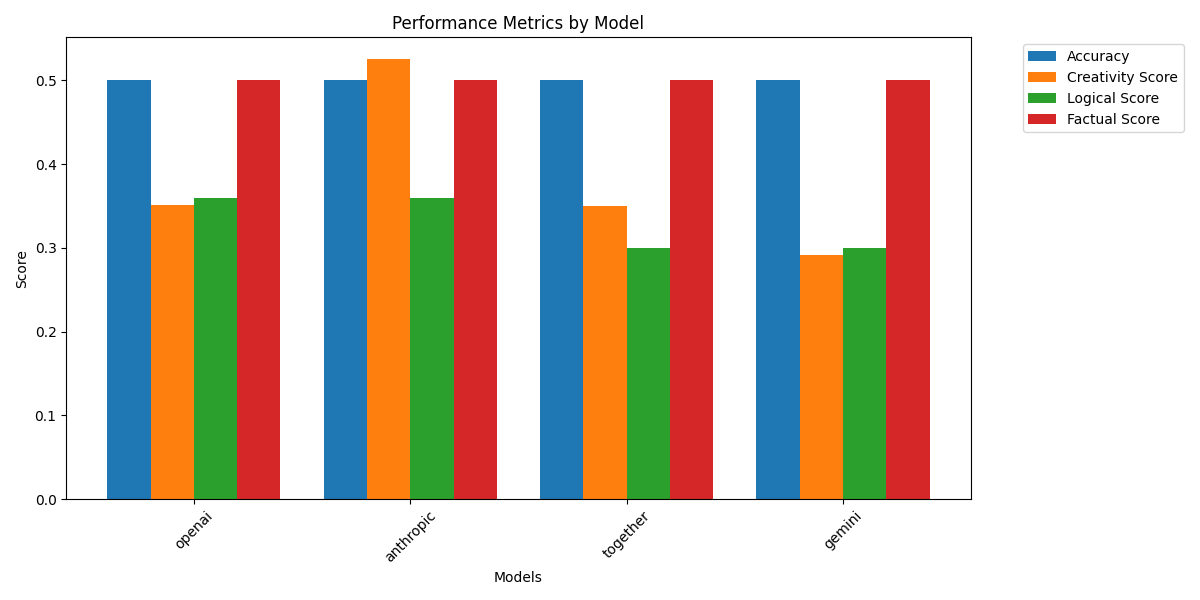 Performance Metrics by Model
Accuracy
Creativity Score
Logical Score
Factual Score
Score
0.5
0.4
0.3
0.2
0.1
0.0
openai
anthropic
together
gemini
Models